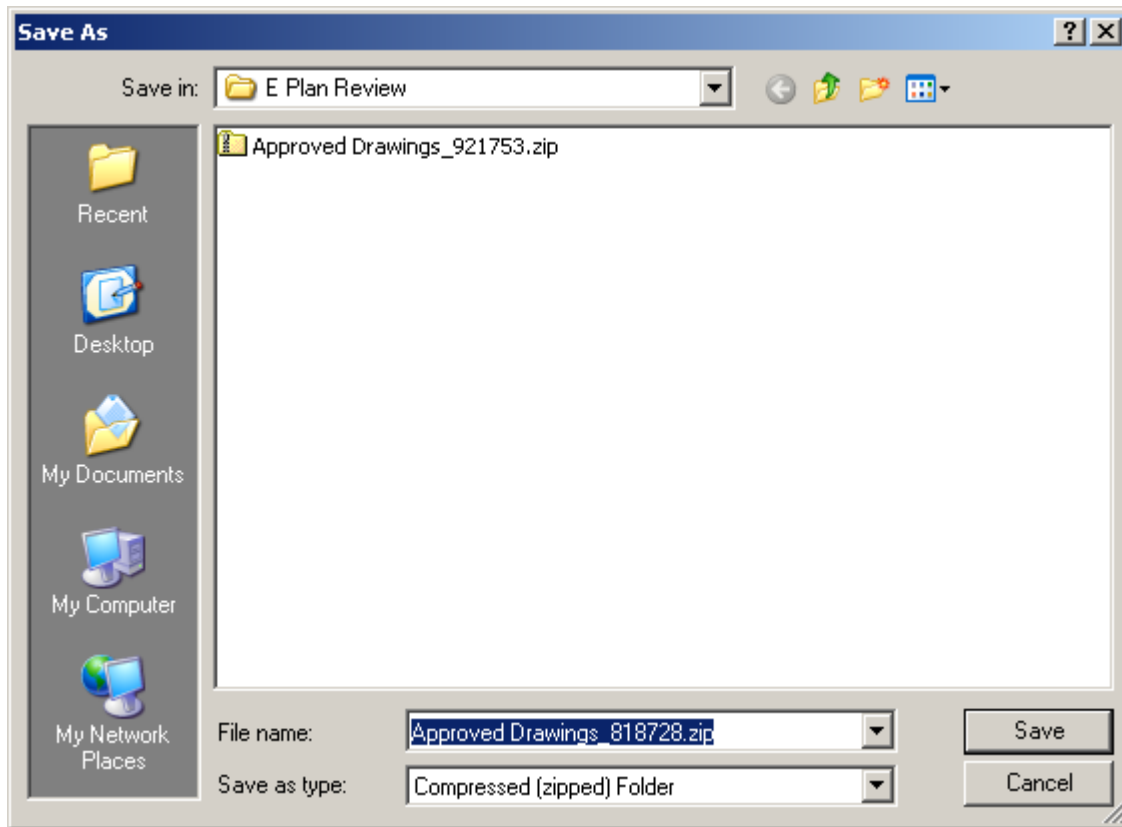 Save As
Save in:
E Plan Review
Approved Drawings_921753.zip
Recent
Desktop
My Documents
My Computer
My Network
Places
File name:
Approved Drawings_818728.zip
Save
Save as type:
Compressed (zipped) Folder
Cancel